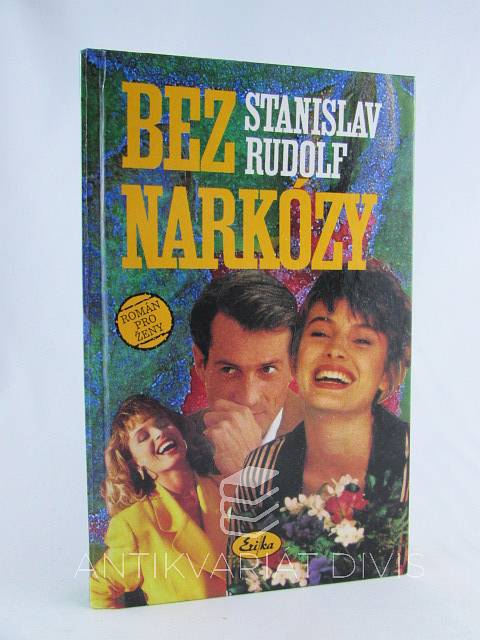 BEZ
STANISLAV
RUDOLF
NARKÓZY
ROMÁN
PRO
ŽENY
Erika
ANTIKVARIÁT DIVIŠ